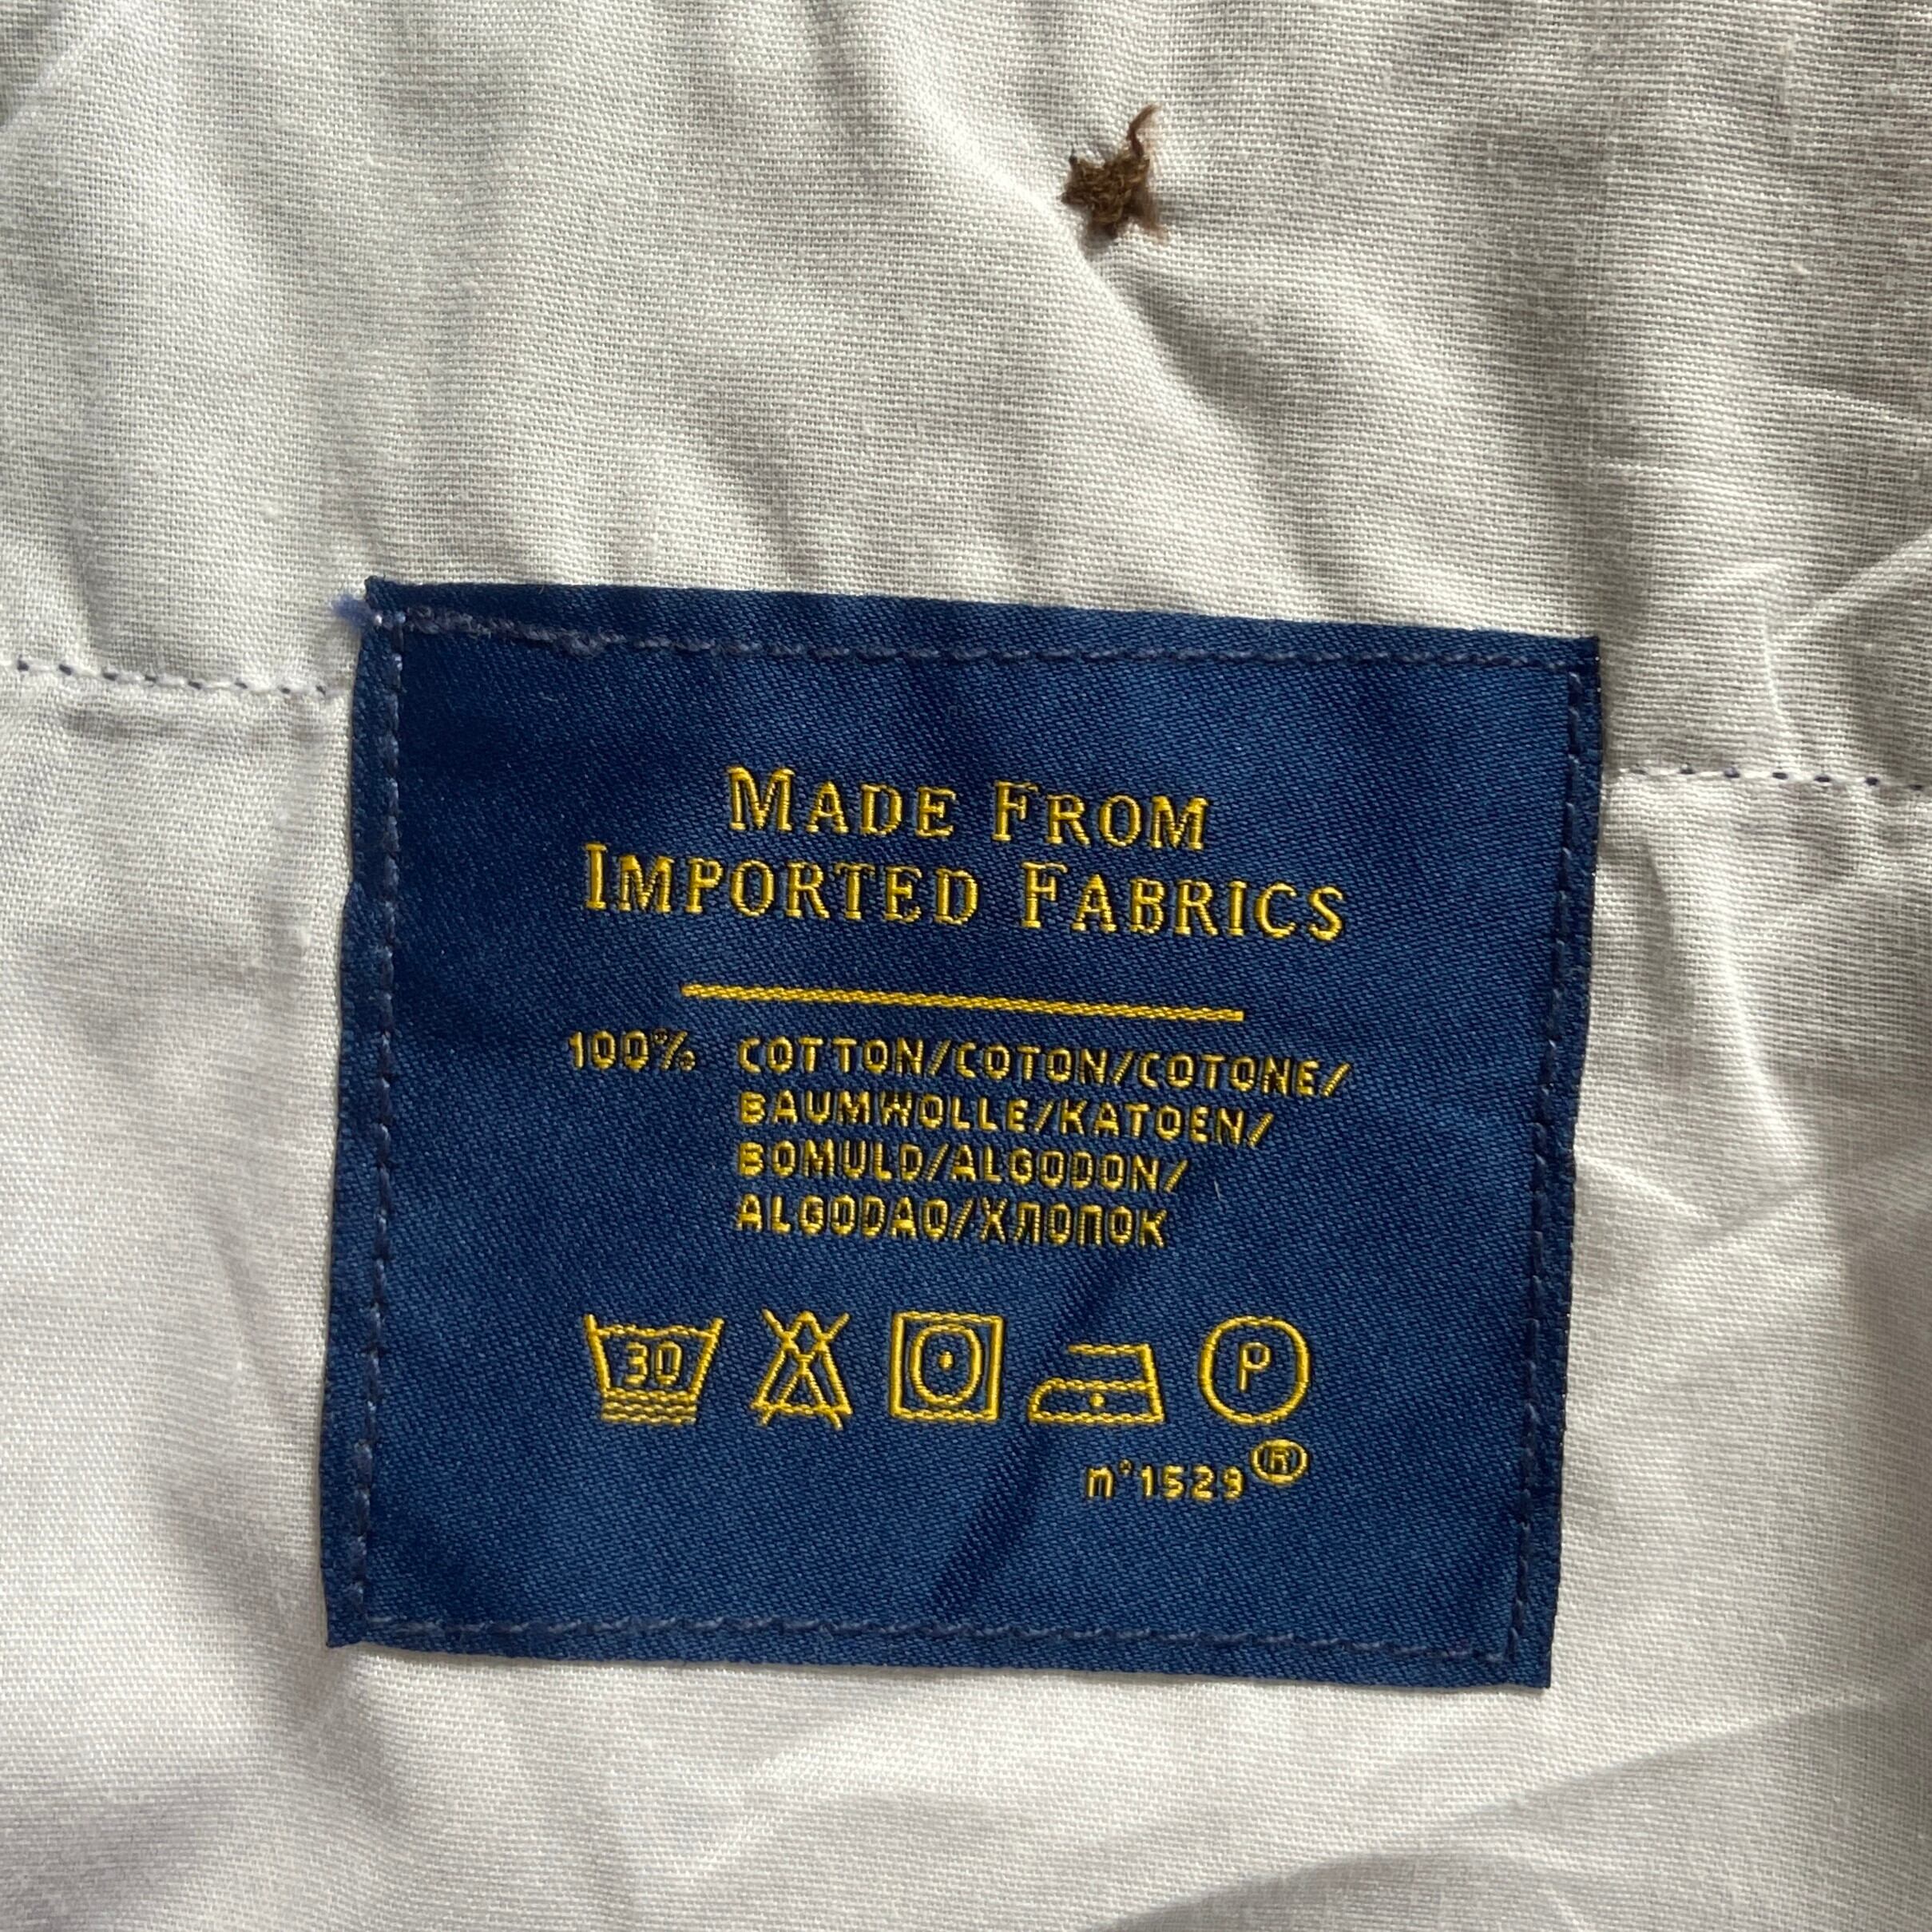 MADE FROM
IMPORTED FABRICS
100% COTTON/COTON/COTONE/
BAUMWOLLE/KATOEN/
BOMULD/ALGODON/
ALGODAO/ХЛОПОК
30
P
n°1529®